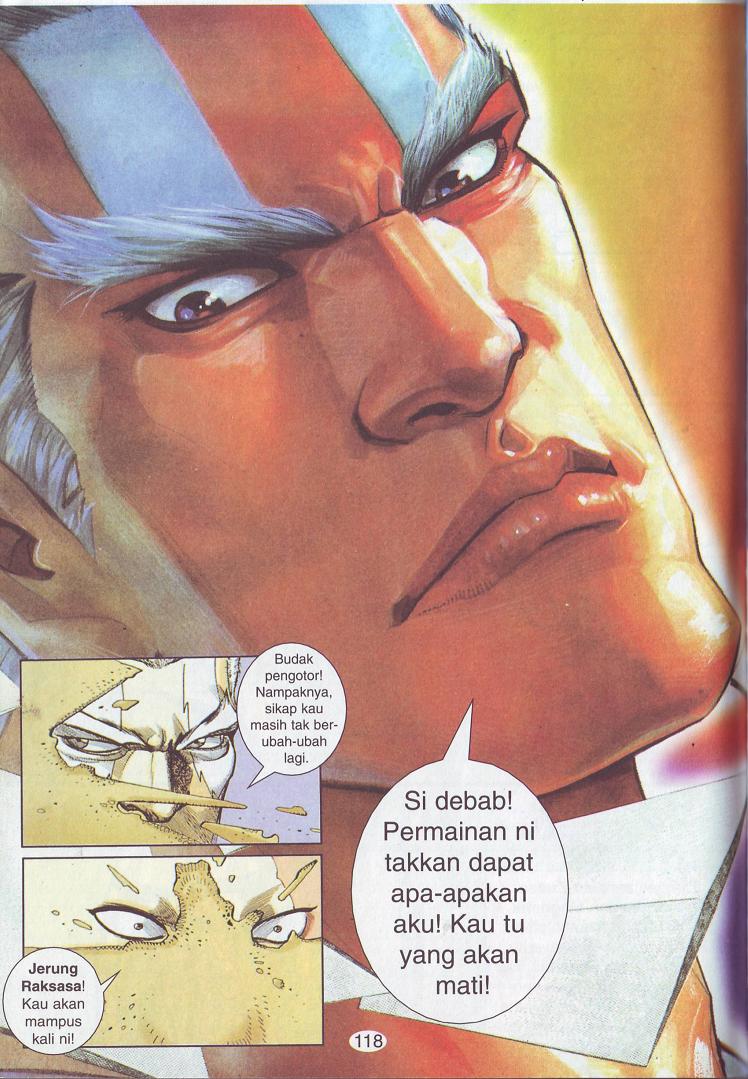 Budak
pengotor!
Nampaknya,
sikap kau
masih tak ber-
ubah-ubah
lagi.
Jerung
Raksasa!
Kau akan
mampus
kali ni!
Si debab!
Permainan ni
takkan dapat
apa-apakan
aku! Kau tu
yang akan
mati!
118